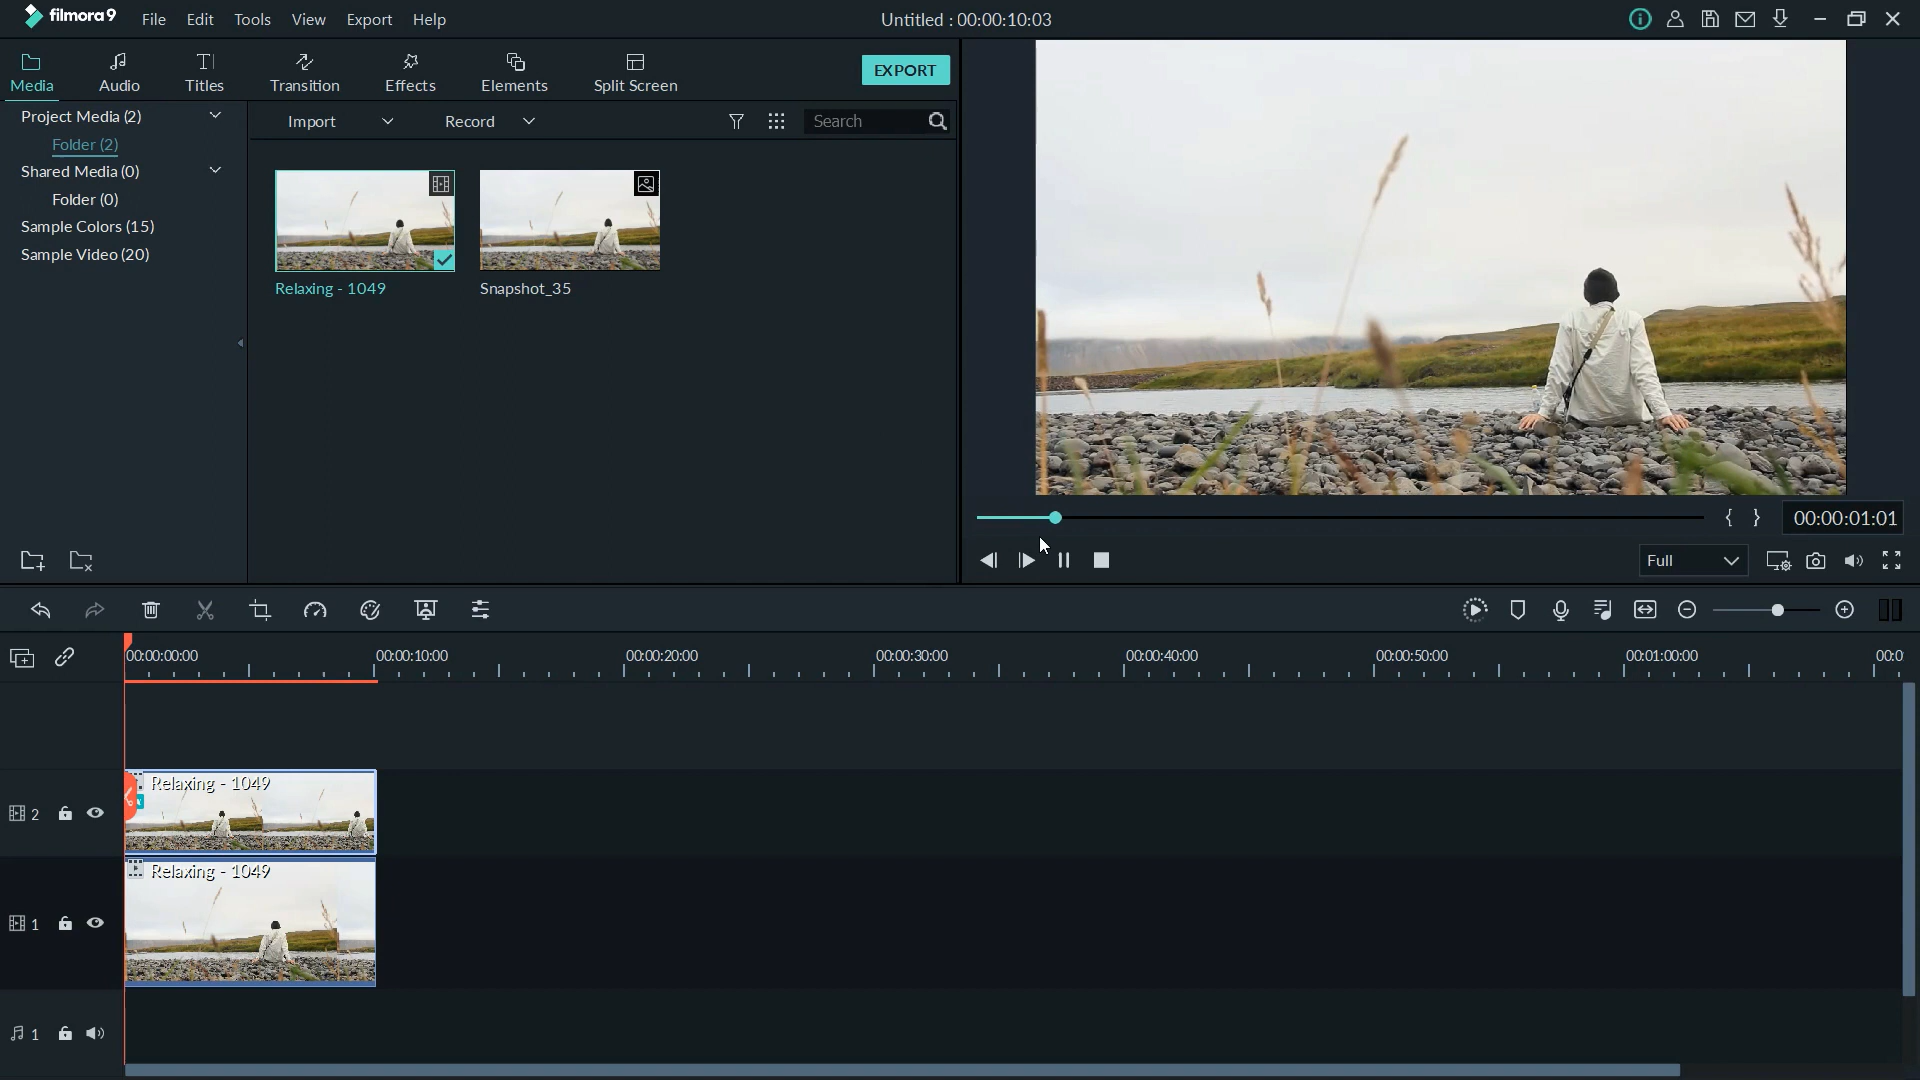 filmora9 File Edit Tools View Export Help Untitled : 00:00:10:03
Media Audio Titles Transition Effects Elements Split Screen EXPORT
Project Media (2) Import Record Search
Folder (2)
Shared Media (0)
Folder (0)
Sample Colors (15)
Sample Video (20)
Relaxing - 1049 Snapshot_35
00:00:01:01
Full
00:00:00:00 00:00:10:00 00:00:20:00 00:00:30:00 00:00:40:00 00:00:50:00 00:01:00:00 00:0
Relaxing - 1049
2
Relaxing - 1049
1
1